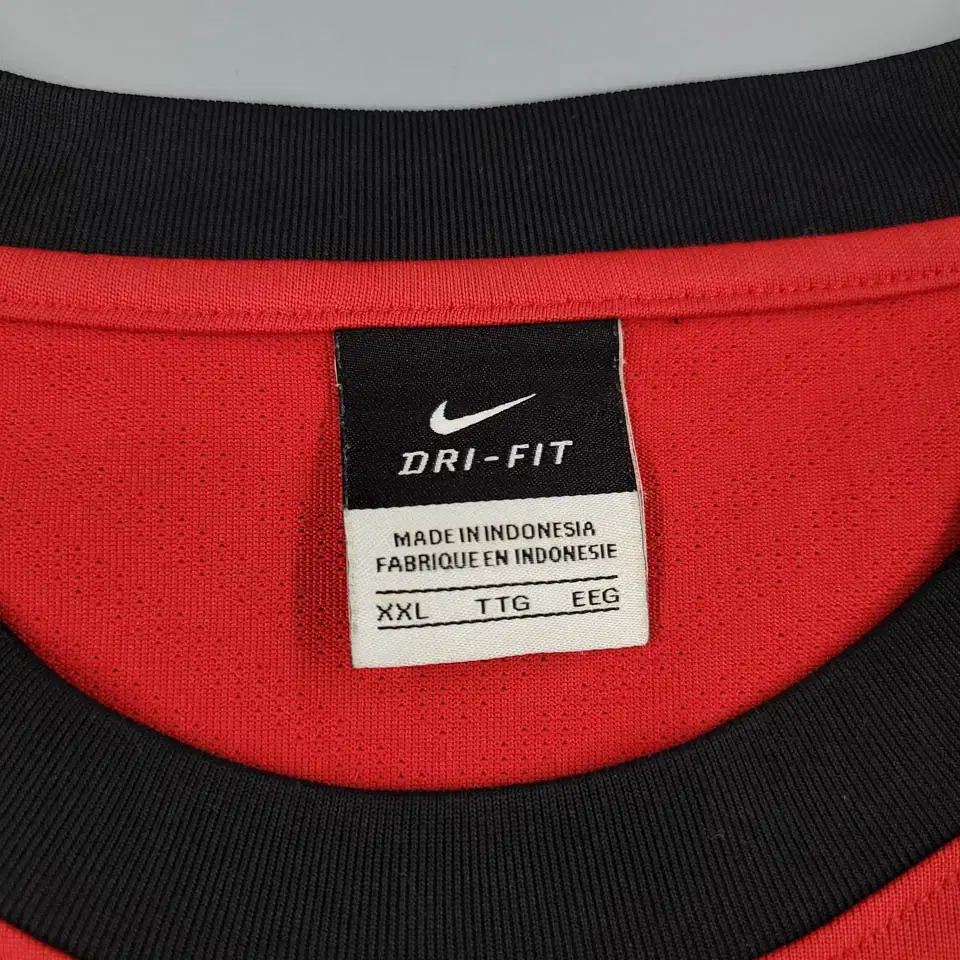 DRI-FIT
MADE IN INDONESIA
FABRIQUE EN INDONESIE
XXL TTG EEG